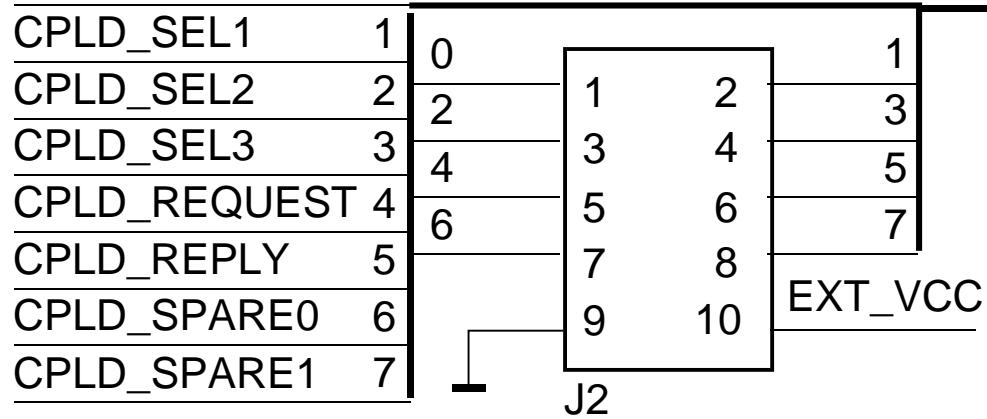 CPLD_SEL1 1
CPLD_SEL2 2
CPLD_SEL3 3
CPLD_REQUEST 4
CPLD_REPLY 5
CPLD_SPARE0 6
CPLD_SPARE1 7
0
2
4
6
1 2
3 4
5 6
7 8
9 10
1
3
5
7
EXT_VCC
J2